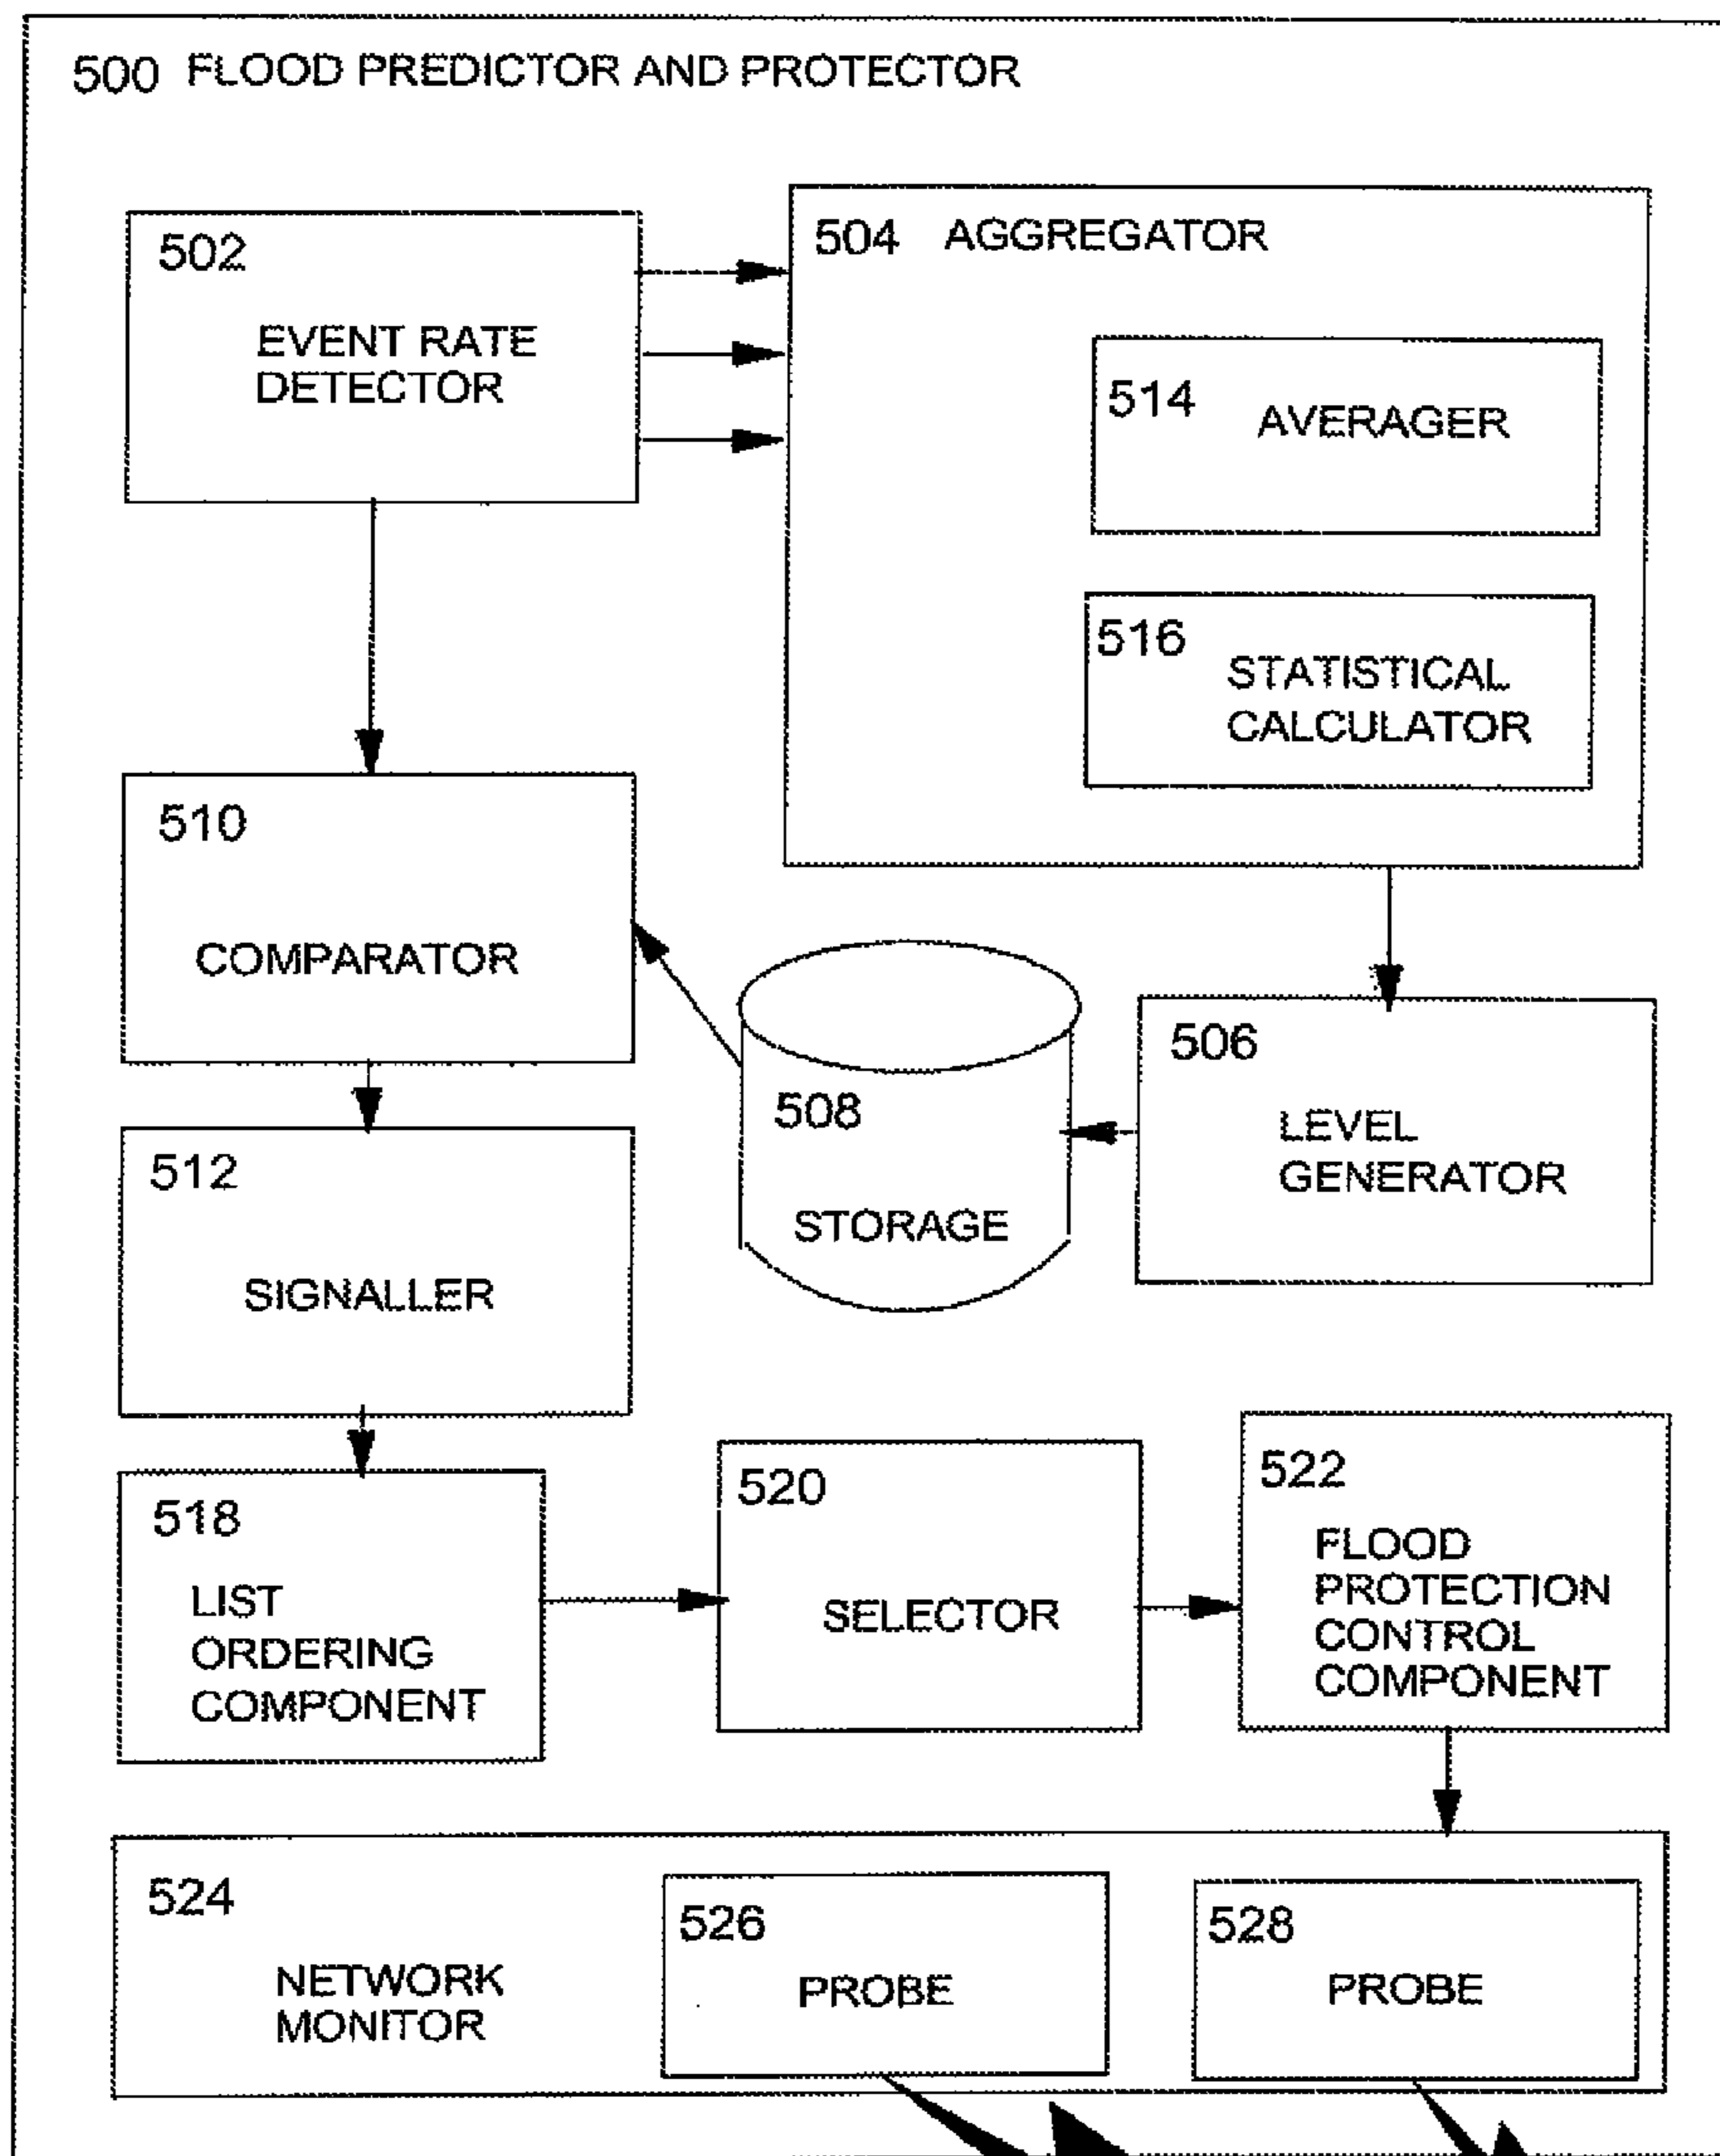 500 FLOOD PREDICTOR AND PROTECTOR
502
EVENT RATE
DETECTOR
504 AGGREGATOR
514 AVERAGER
516
STATISTICAL
CALCULATOR
510
COMPARATOR
506
LEVEL
GENERATOR
508
STORAGE
512
SIGNALLER
518
LIST
ORDERING
COMPONENT
520
SELECTOR
522
FLOOD
PROTECTION
CONTROL
COMPONENT
524
NETWORK
MONITOR
526
PROBE
528
PROBE